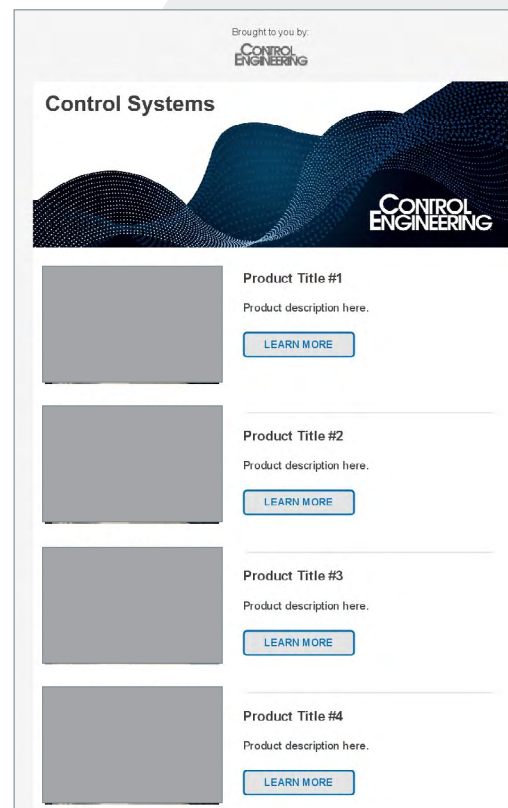 Brought to you by:
CONTROL
ENGINEERING
Control Systems
CONTROL
ENGINEERING
Product Title #1
Product description here.
LEARN MORE
Product Title #2
Product description here.
LEARN MORE
Product Title #3
Product description here.
LEARN MORE
Product Title #4
Product description here.
LEARN MORE